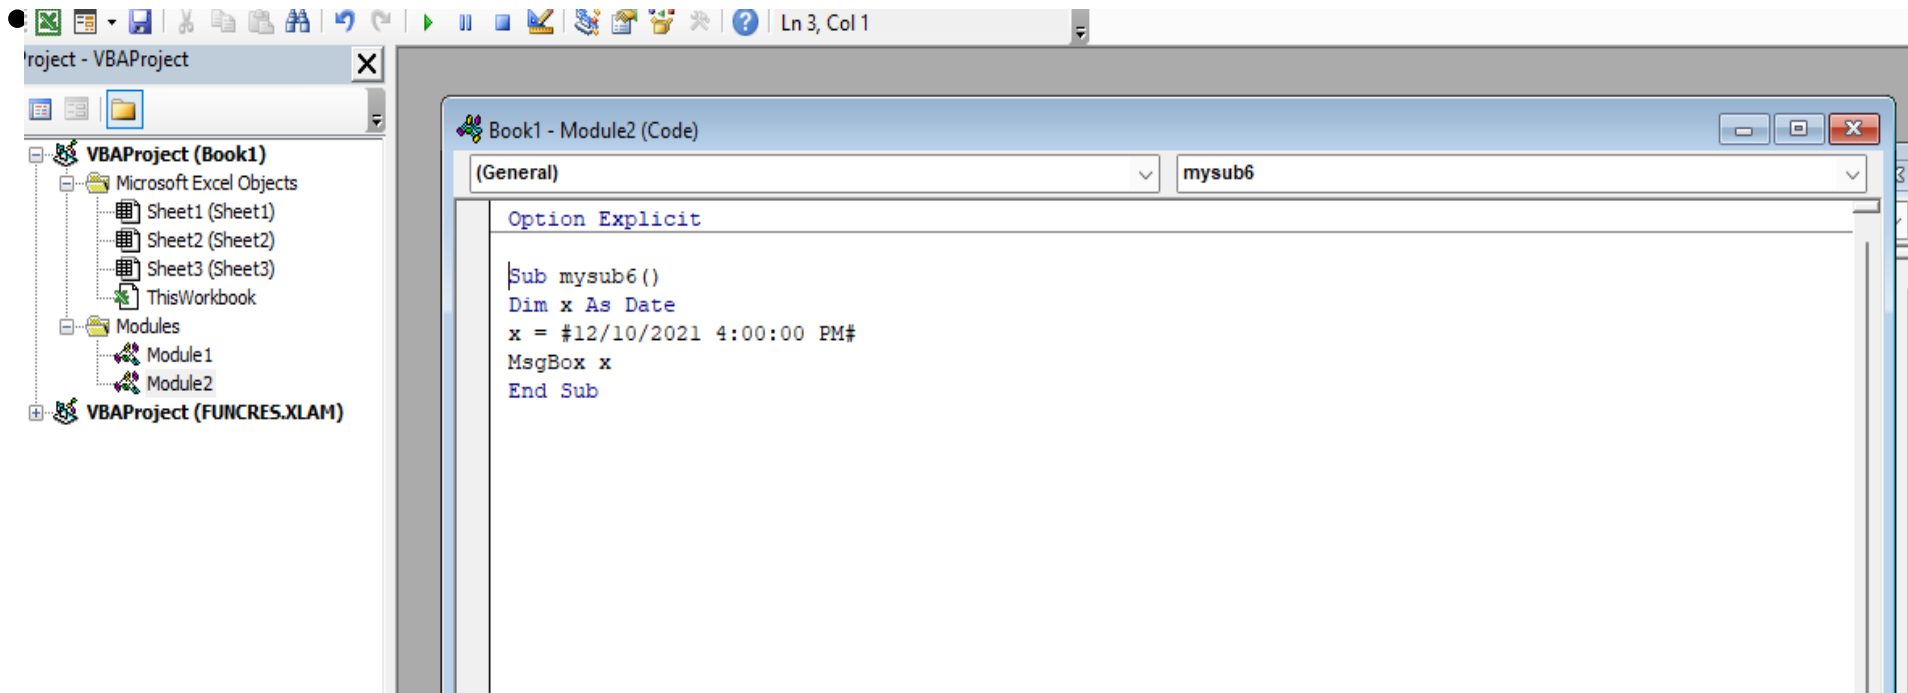 Ln 3, Col 1
roject - VBAProject
VBAProject (Book1)
Microsoft Excel Objects
Sheet1 (Sheet1)
Sheet2 (Sheet2)
Sheet3 (Sheet3)
ThisWorkbook
Modules
Module1
Module2
VBAProject (FUNCRES.XLAM)
Book1 - Module2 (Code)
(General)
mysub6
Option Explicit
Sub mysub6()
Dim x As Date
x = #12/10/2021 4:00:00 PM#
MsgBox x
End Sub